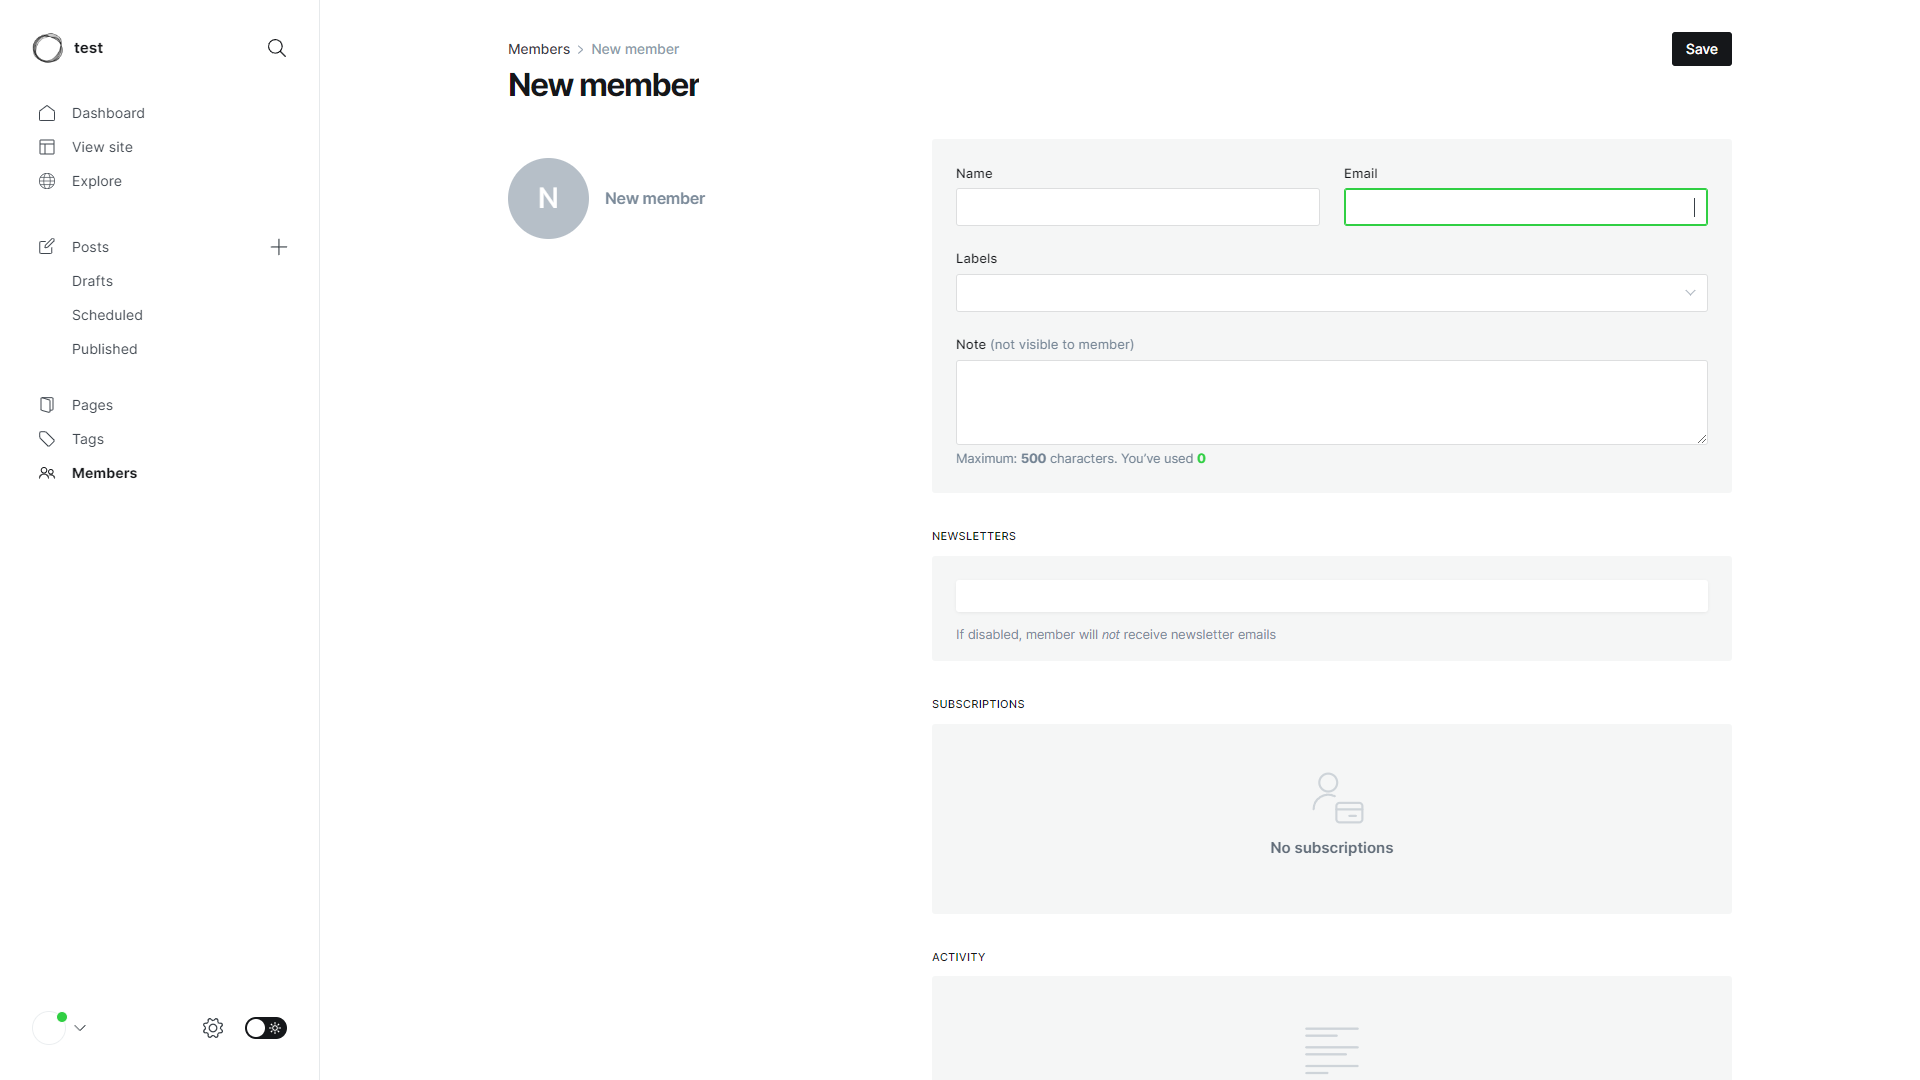 test
Dashboard
View site
Explore
Posts
Drafts
Scheduled
Published
Pages
Tags
Members
Members > New member
New member
Save
N
New member
Name
Email
Labels
Note (not visible to member)
Maximum: 500 characters. You've used 0
NEWSLETTERS
If disabled, member will not receive newsletter emails
SUBSCRIPTIONS
No subscriptions
ACTIVITY